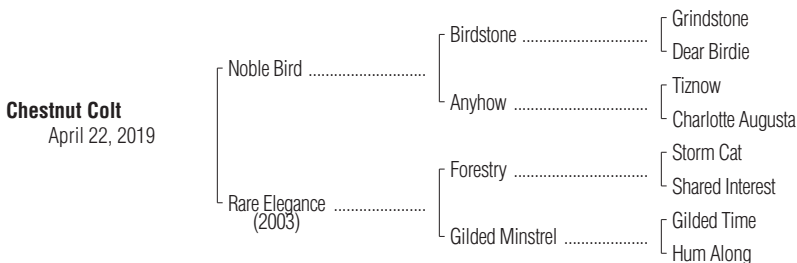 Chestnut Colt
April 22, 2019
Noble Bird
Rare Elegance
(2003)
Birdstone
Anyhow
Forestry
Gilded Minstrel
Grindstone
Dear Birdie
Tiznow
Charlotte Augusta
Storm Cat
Shared Interest
Gilded Time
Hum Along